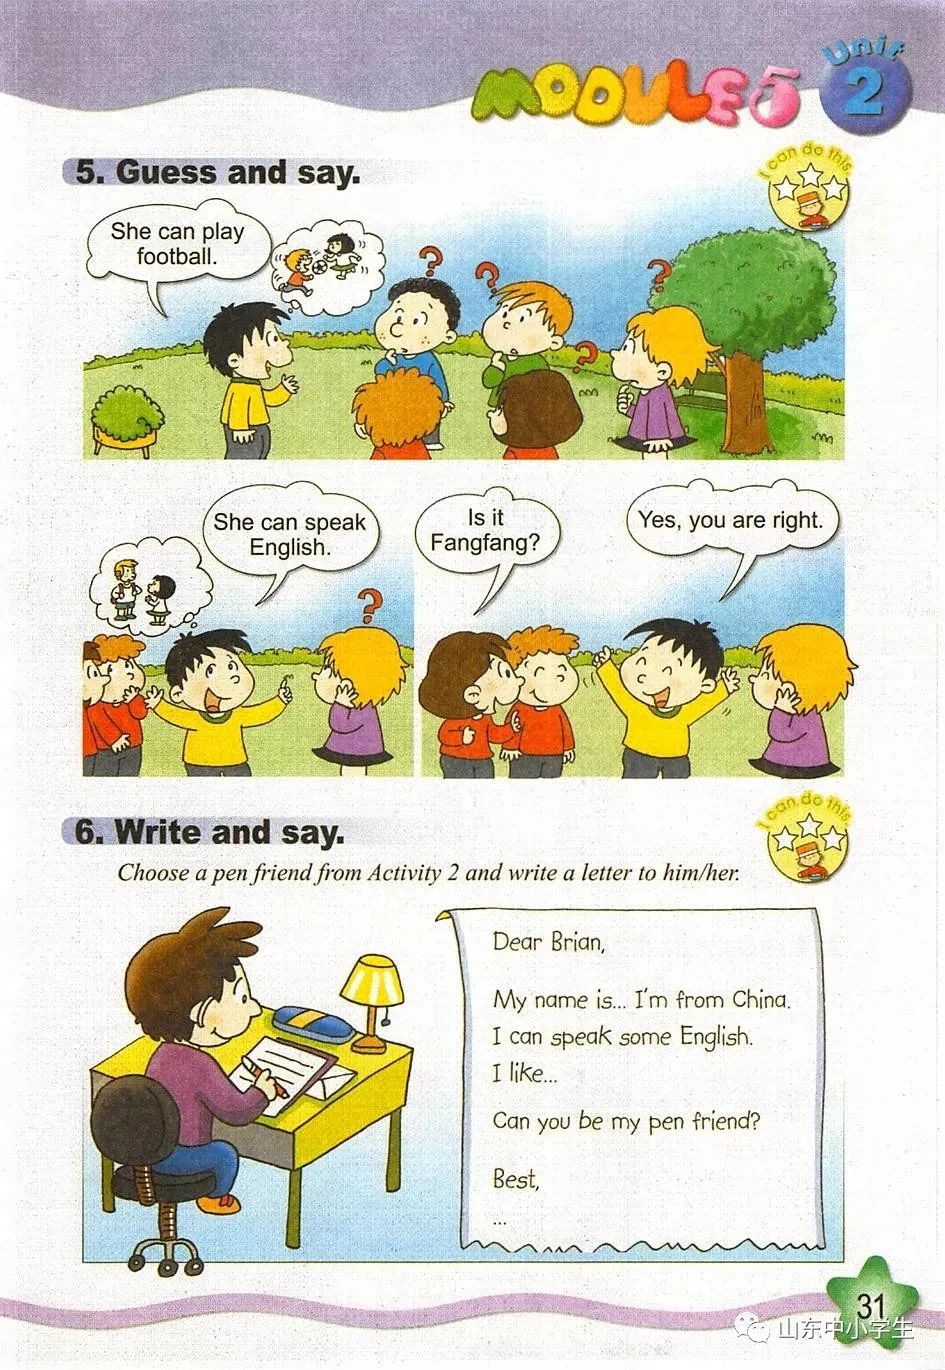 MODULE 5
Unit
2
5. Guess and say.
I can do this.
She can play
football.
?
?
?
?
She can speak
English.
?
Is it
Fangfang?
Yes, you are right.
6. Write and say.
I can do this.
Choose a pen friend from Activity 2 and write a letter to him/her.
Dear Brian,
My name is... I'm from China.
I can speak some English.
I like...
Can you be my pen friend?
Best,
...
31
山东中小学生